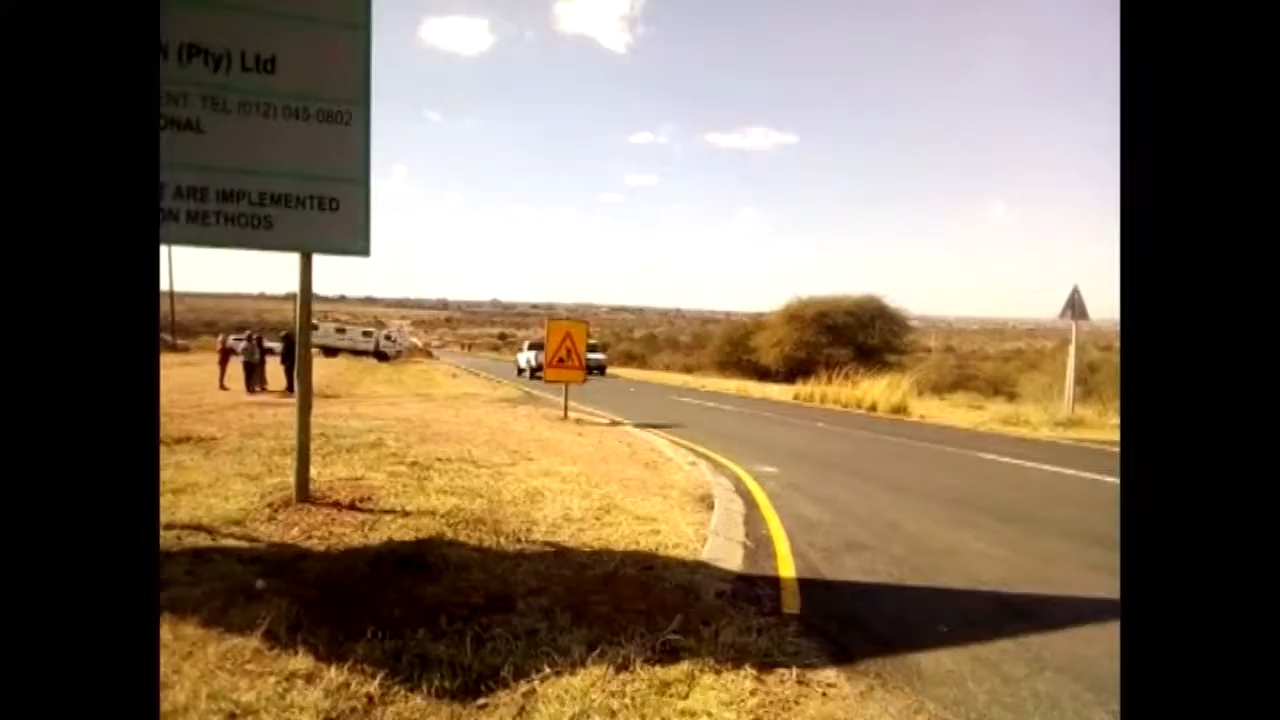 N (Pty) Ltd
ENT. TEL (012) 045-0802
ONAL
E ARE IMPLEMENTED
ON METHODS